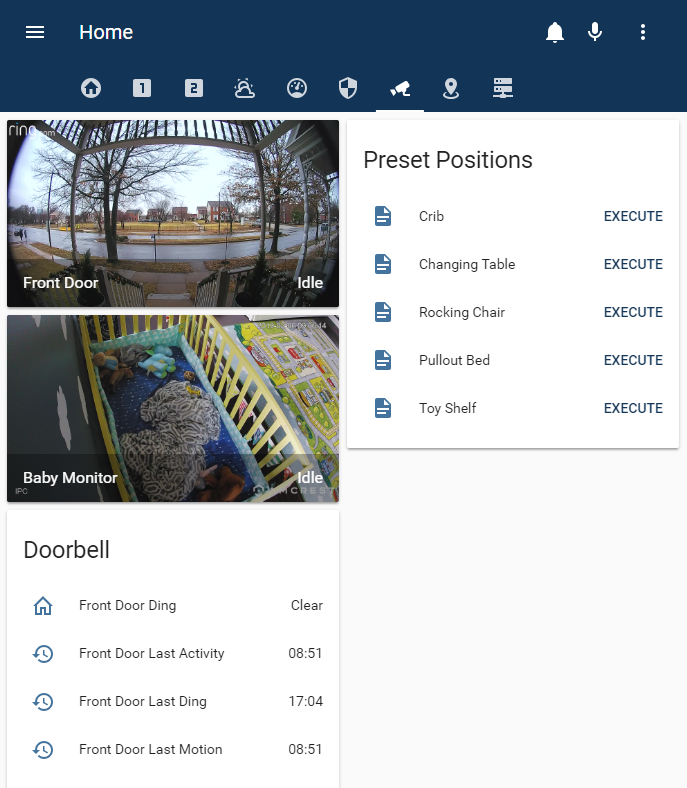 Home
1
2
ring.com
Front Door Idle
Baby Monitor Idle
IPC
Doorbell
Front Door Ding Clear
Front Door Last Activity 08:51
Front Door Last Ding 17:04
Front Door Last Motion 08:51
Preset Positions
Crib EXECUTE
Changing Table EXECUTE
Rocking Chair EXECUTE
Pullout Bed EXECUTE
Toy Shelf EXECUTE